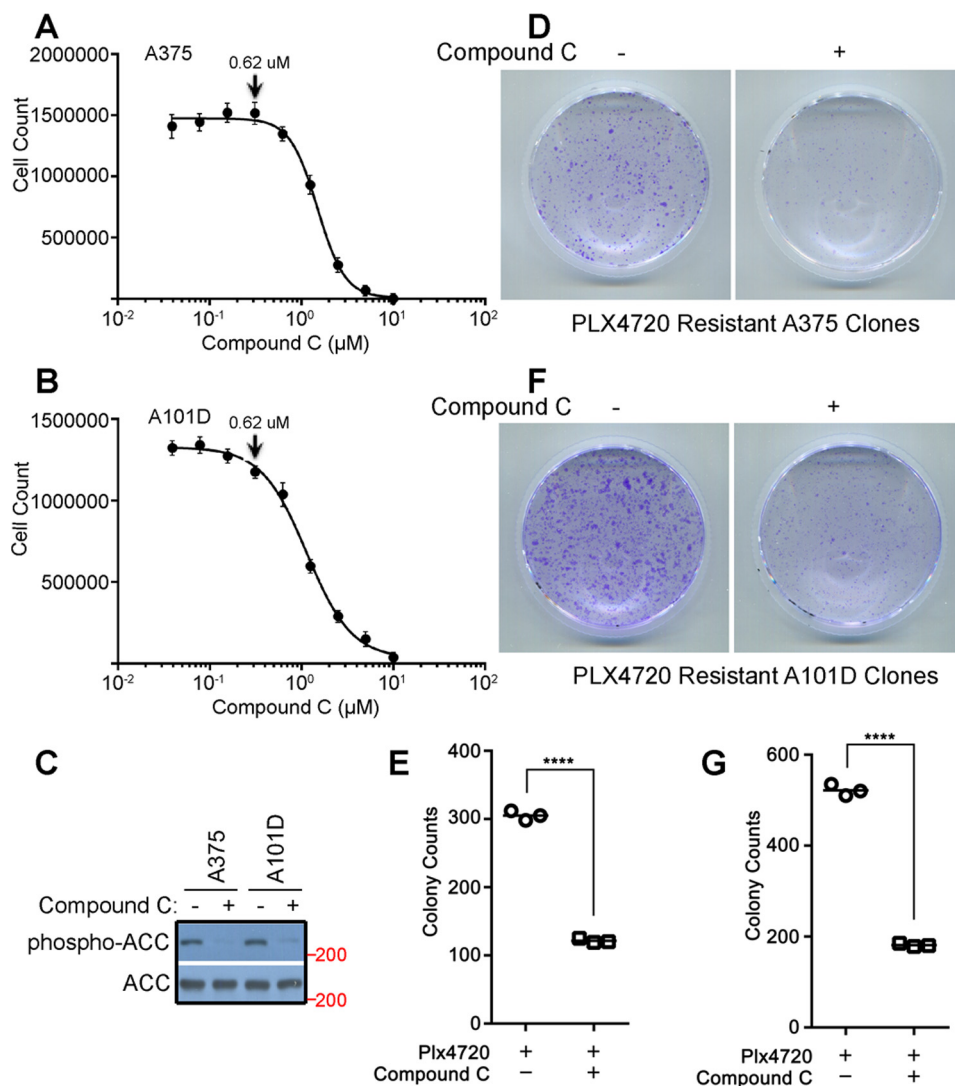 A
A375
0.62 uM
2000000
1500000
1000000
500000
0
Cell Count
10-2 10-1 100 101 102
Compound C (µM)
B
A101D
0.62 uM
1500000
1000000
500000
0
Cell Count
10-2 10-1 100 101 102
Compound C (µM)
C
A375 A101D
Compound C: - + - +
phospho-ACC
200
ACC
200
D
Compound C - +
PLX4720 Resistant A375 Clones
F
Compound C - +
PLX4720 Resistant A101D Clones
E
****
400
300
200
100
0
Colony Counts
Plx4720 + +
Compound C − +
G
****
600
400
200
0
Colony Counts
Plx4720 + +
Compound C − +